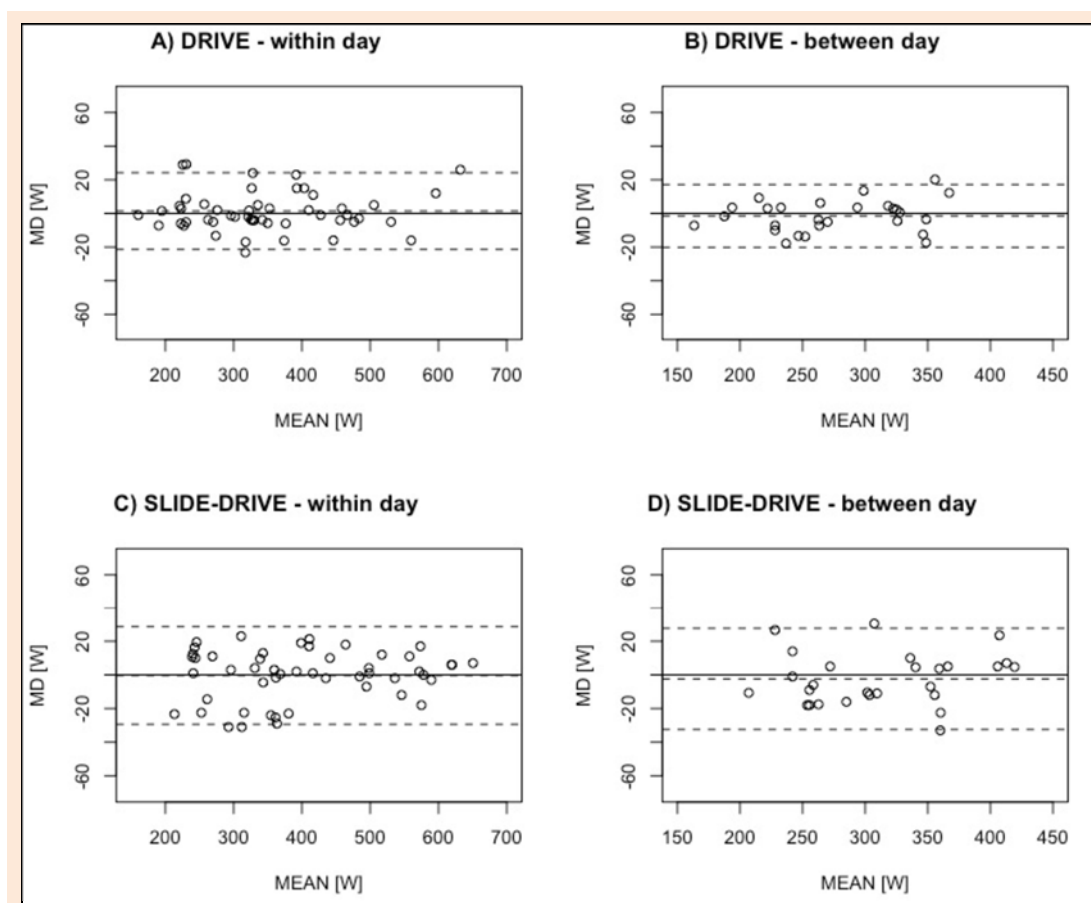 A) DRIVE - within day
B) DRIVE - between day
MD [W]
60
20
-20
-60
200 300 400 500 600 700
MEAN [W]
MD [W]
60
20
-20
-60
150 200 250 300 350 400 450
MEAN [W]
C) SLIDE-DRIVE - within day
D) SLIDE-DRIVE - between day
MD [W]
60
20
-20
-60
200 300 400 500 600 700
MEAN [W]
MD [W]
60
20
-20
-60
150 200 250 300 350 400 450
MEAN [W]